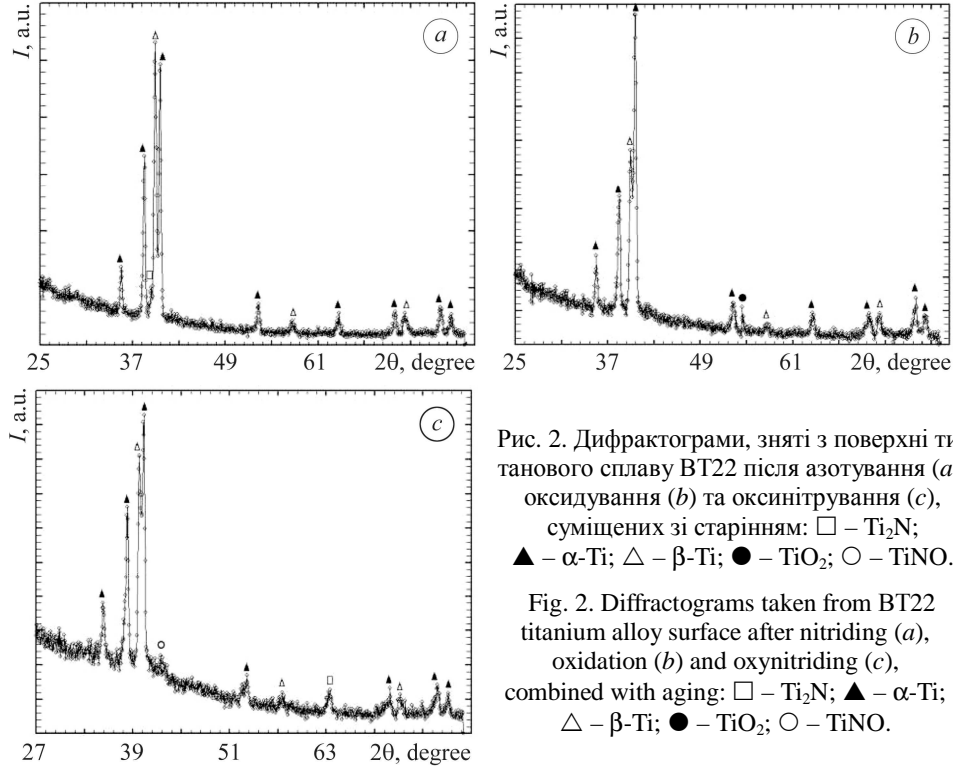 I, a.u.
a
25 37 49 61 2θ, degree
I, a.u.
b
25 37 49 61 2θ, degree
I, a.u.
c
27 39 51 63 2θ, degree
Рис. 2. Дифрактограми, зняті з поверхні ти
танового сплаву ВТ22 після азотування (a
оксидування (b) та оксинітрування (c),
суміщених зі старінням: □ – Ti₂N;
▲ – α-Ti; △ – β-Ti; ● – TiO₂; ○ – TiNO.
Fig. 2. Diffractograms taken from BT22
titanium alloy surface after nitriding (a),
oxidation (b) and oxynitriding (c),
combined with aging: □ – Ti₂N; ▲ – α-Ti;
△ – β-Ti; ● – TiO₂; ○ – TiNO.